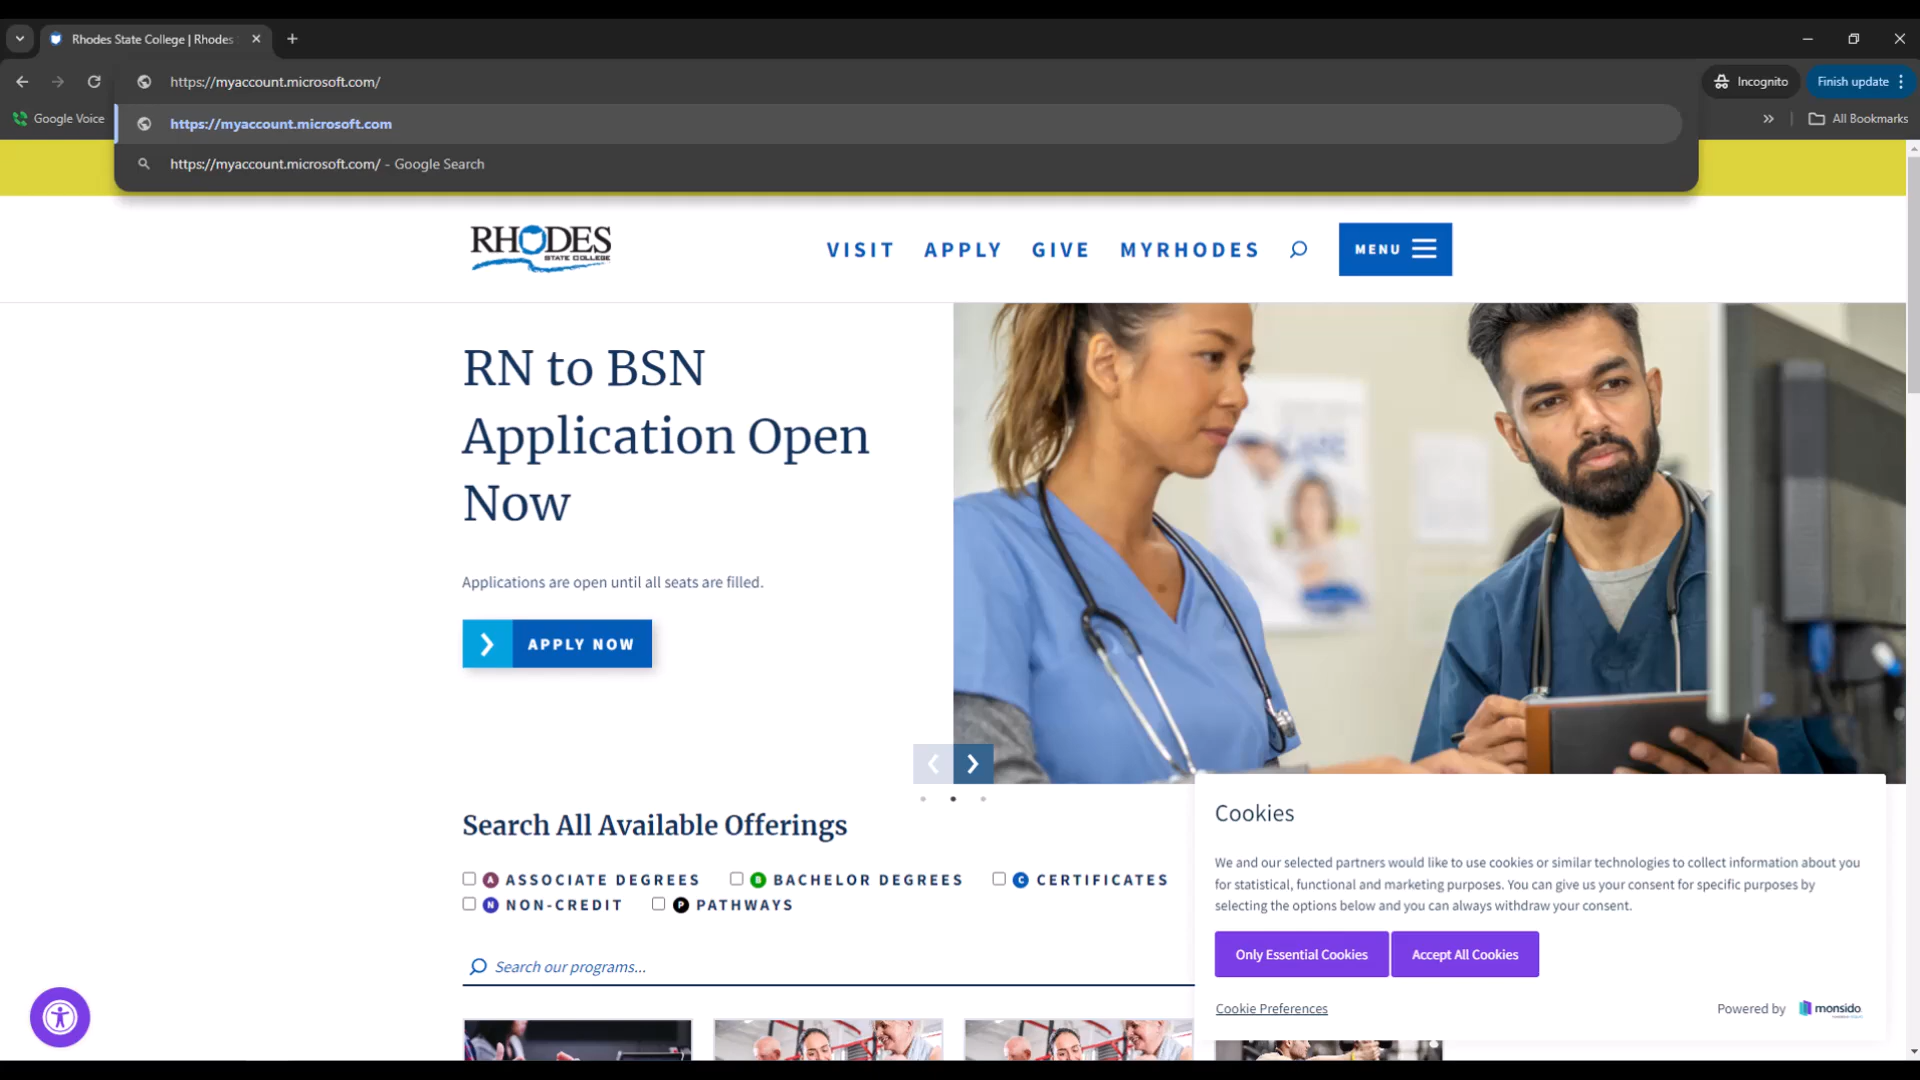 Rhodes State College | Rhodes
https://myaccount.microsoft.com/
Incognito
Finish update
Google Voice
https://myaccount.microsoft.com
All Bookmarks
https://myaccount.microsoft.com/ - Google Search
RHODES
STATE COLLEGE
VISIT APPLY GIVE MYRHODES
MENU
RN to BSN
Application Open
Now
Applications are open until all seats are filled.
APPLY NOW
Search All Available Offerings
A ASSOCIATE DEGREES B BACHELOR DEGREES C CERTIFICATES
N NON-CREDIT P PATHWAYS
Search our programs...
Cookies
We and our selected partners would like to use cookies or similar technologies to collect information about you
for statistical, functional and marketing purposes. You can give us your consent for specific purposes by
selecting the options below and you can always withdraw your consent.
Only Essential Cookies Accept All Cookies
Cookie Preferences
Powered by monsido